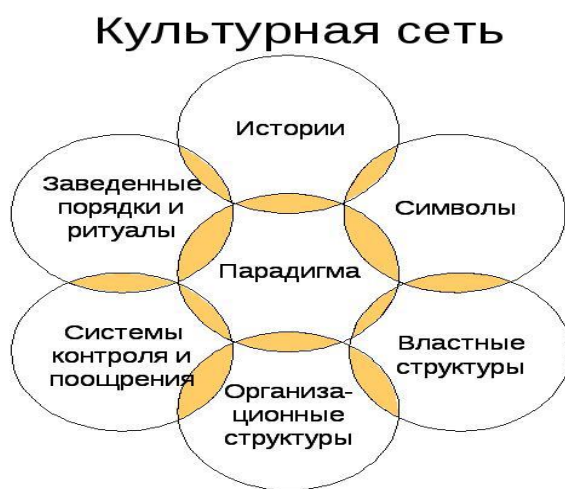 Культурная сеть
Истории
Заведенные
порядки и
ритуалы
Символы
Парадигма
Системы
контроля и
поощрения
Властные
структуры
Организа-
ционные
структуры